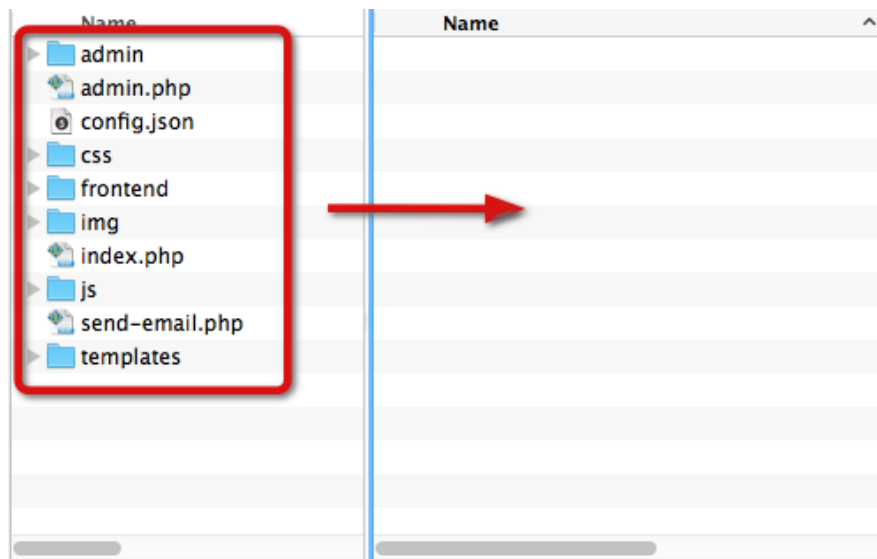 Name
Name
admin
admin.php
config.json
css
frontend
img
index.php
js
send-email.php
templates